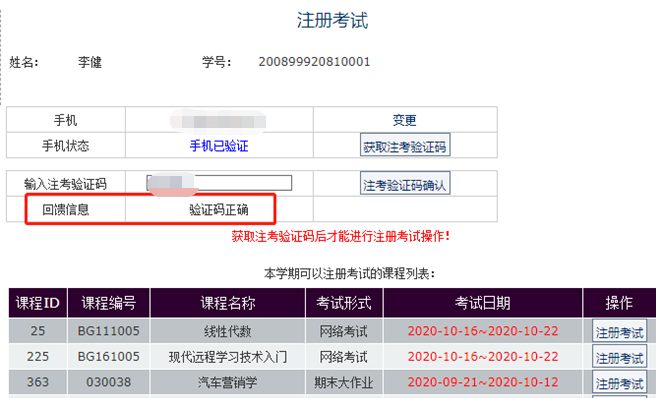 注册考试
姓名： 李健 学号： 200899920810001
手机 变更
手机状态 手机已验证 获取注考验证码
输入注考验证码 注考验证码确认
回馈信息 验证码正确
获取注考验证码后才能进行注册考试操作！
本学期可以注册考试的课程列表：
课程ID 课程编号 课程名称 考试形式 考试日期 操作
25 BG111005 线性代数 网络考试 2020-10-16~2020-10-22 注册考试
225 BG161005 现代远程学习技术入门 网络考试 2020-10-16~2020-10-22 注册考试
363 030038 汽车营销学 期末大作业 2020-09-21~2020-10-12 注册考试